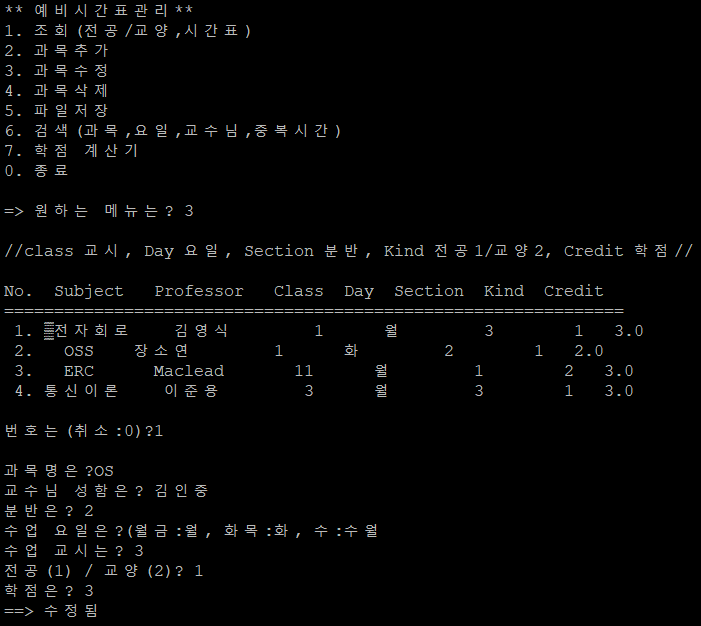 ** 예비시간표관리 **
1. 조회(전공/교양,시간표)
2. 과목추가
3. 과목수정
4. 과목삭제
5. 파일저장
6. 검색(과목,요일,교수님,중복시간)
7. 학점 계산기
0. 종료
=> 원하는 메뉴는? 3
//class 교시, Day 요일, Section 분반, Kind 전공1/교양2, Credit 학점//
No. Subject Professor Class Day Section Kind Credit
==============================================================
1. 전자회로 김영식 1 월 3 1 3.0
2. OSS 장소연 1 화 2 1 2.0
3. ERC Maclead 11 월 1 2 3.0
4. 통신이론 이준용 3 월 3 1 3.0
번호는(취소:0)?1
과목명은?OS
교수님 성함은? 김인중
분반은? 2
수업 요일은?(월금:월, 화목:화, 수:수월
수업 교시는? 3
전공(1) / 교양(2)? 1
학점은? 3
==> 수정됨